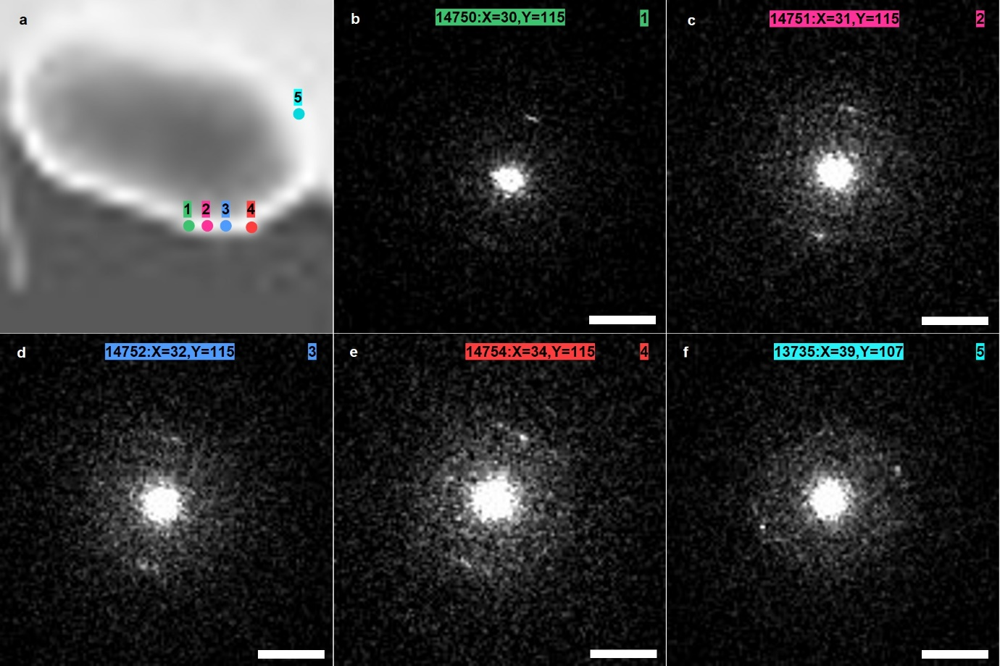 a
5
1 2 3 4
b 14750:X=30,Y=115 1
c 14751:X=31,Y=115 2
d 14752:X=32,Y=115 3
e 14754:X=34,Y=115 4
f 13735:X=39,Y=107 5